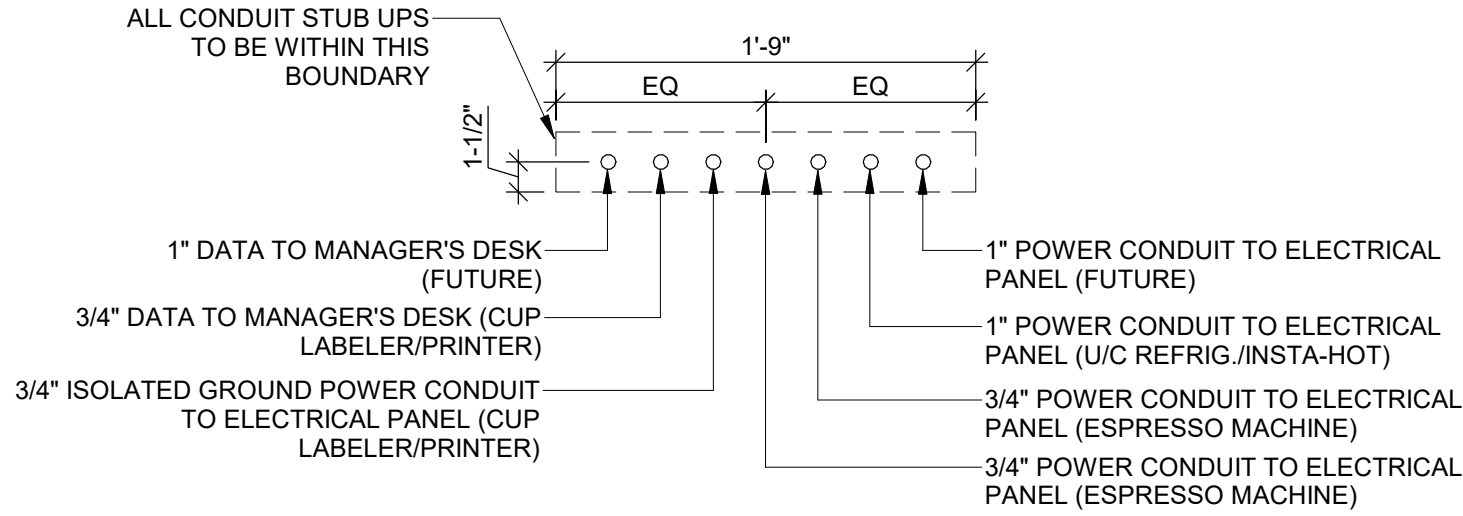 ALL CONDUIT STUB UPS
TO BE WITHIN THIS
BOUNDARY
1'-9"
EQ
EQ
1-1/2"
1" DATA TO MANAGER'S DESK
(FUTURE)
3/4" DATA TO MANAGER'S DESK (CUP
LABELER/PRINTER)
3/4" ISOLATED GROUND POWER CONDUIT
TO ELECTRICAL PANEL (CUP
LABELER/PRINTER)
1" POWER CONDUIT TO ELECTRICAL
PANEL (FUTURE)
1" POWER CONDUIT TO ELECTRICAL
PANEL (U/C REFRIG./INSTA-HOT)
3/4" POWER CONDUIT TO ELECTRICAL
PANEL (ESPRESSO MACHINE)
3/4" POWER CONDUIT TO ELECTRICAL
PANEL (ESPRESSO MACHINE)